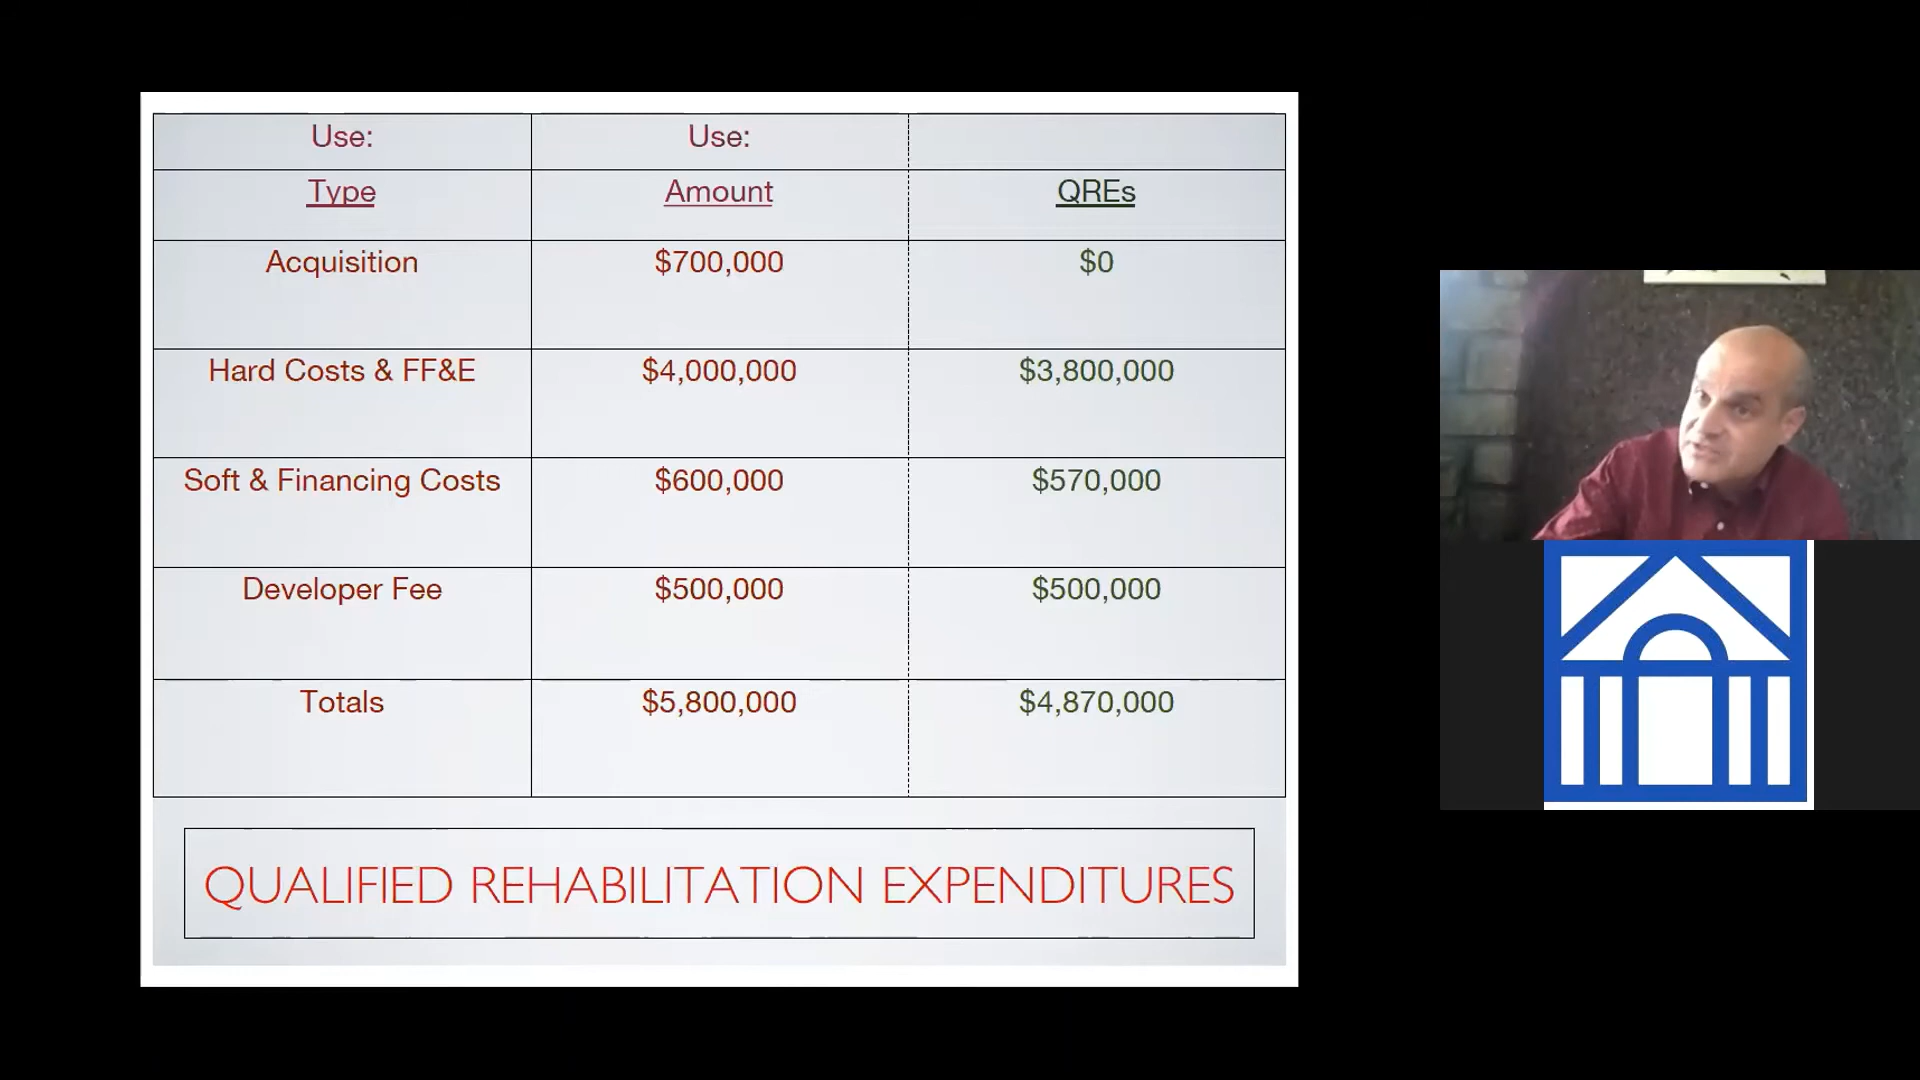 Use: Use:
Type Amount QREs
Acquisition $700,000 $0
Hard Costs & FF&E $4,000,000 $3,800,000
Soft & Financing Costs $600,000 $570,000
Developer Fee $500,000 $500,000
Totals $5,800,000 $4,870,000
QUALIFIED REHABILITATION EXPENDITURES